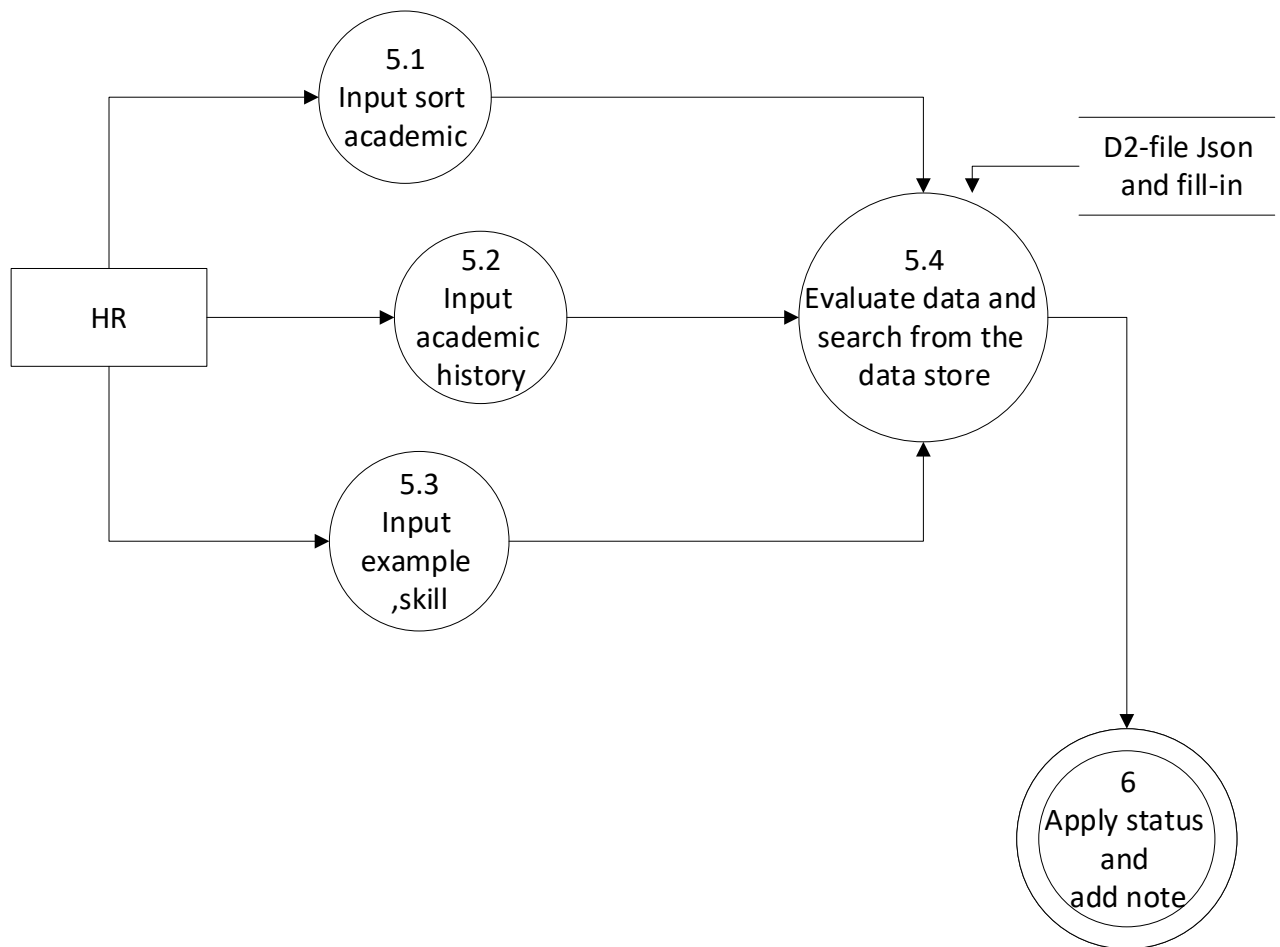 5.1
Input sort
academic
D2-file Json
and fill-in
HR
5.2
Input
academic
history
5.4
Evaluate data and
search from the
data store
5.3
Input
example
,skill
6
Apply status
and
add note